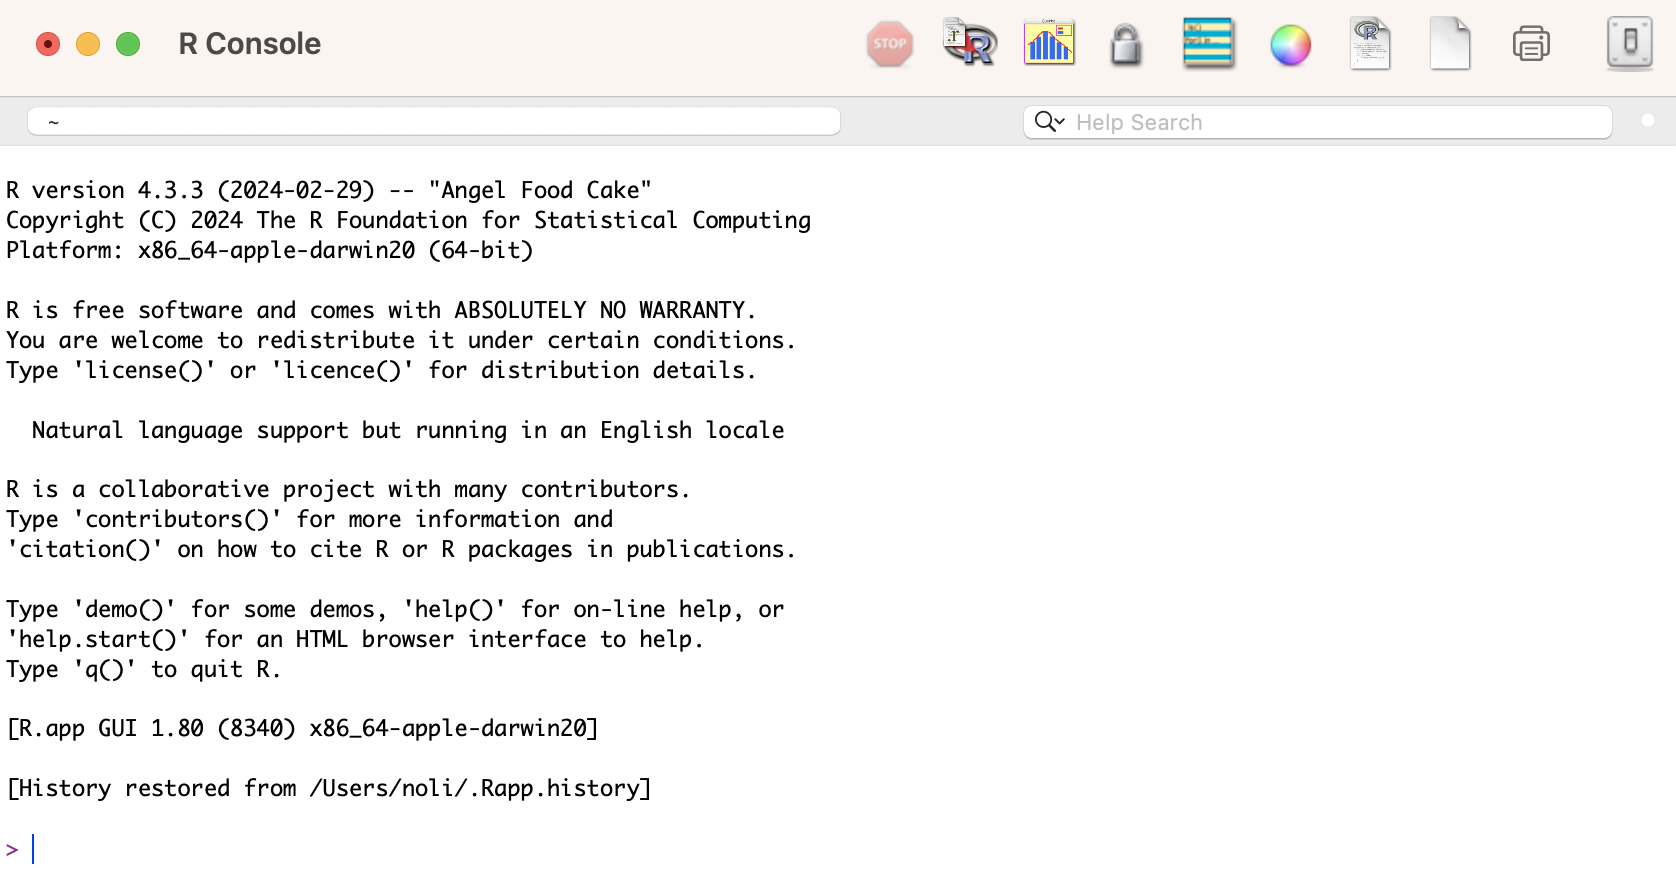 R Console
STOP
~
Help Search
R version 4.3.3 (2024-02-29) -- "Angel Food Cake"
Copyright (C) 2024 The R Foundation for Statistical Computing
Platform: x86_64-apple-darwin20 (64-bit)
R is free software and comes with ABSOLUTELY NO WARRANTY.
You are welcome to redistribute it under certain conditions.
Type 'license()' or 'licence()' for distribution details.
Natural language support but running in an English locale
R is a collaborative project with many contributors.
Type 'contributors()' for more information and
'citation()' on how to cite R or R packages in publications.
Type 'demo()' for some demos, 'help()' for on-line help, or
'help.start()' for an HTML browser interface to help.
Type 'q()' to quit R.
[R.app GUI 1.80 (8340) x86_64-apple-darwin20]
[History restored from /Users/noli/.Rapp.history]
>